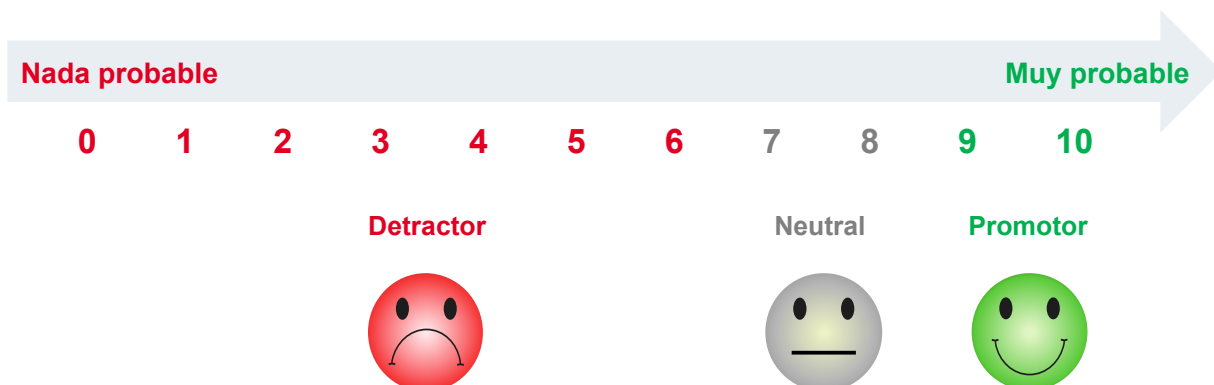 Nada probable Muy probable
0 1 2 3 4 5 6 7 8 9 10
Detractor Neutral Promotor